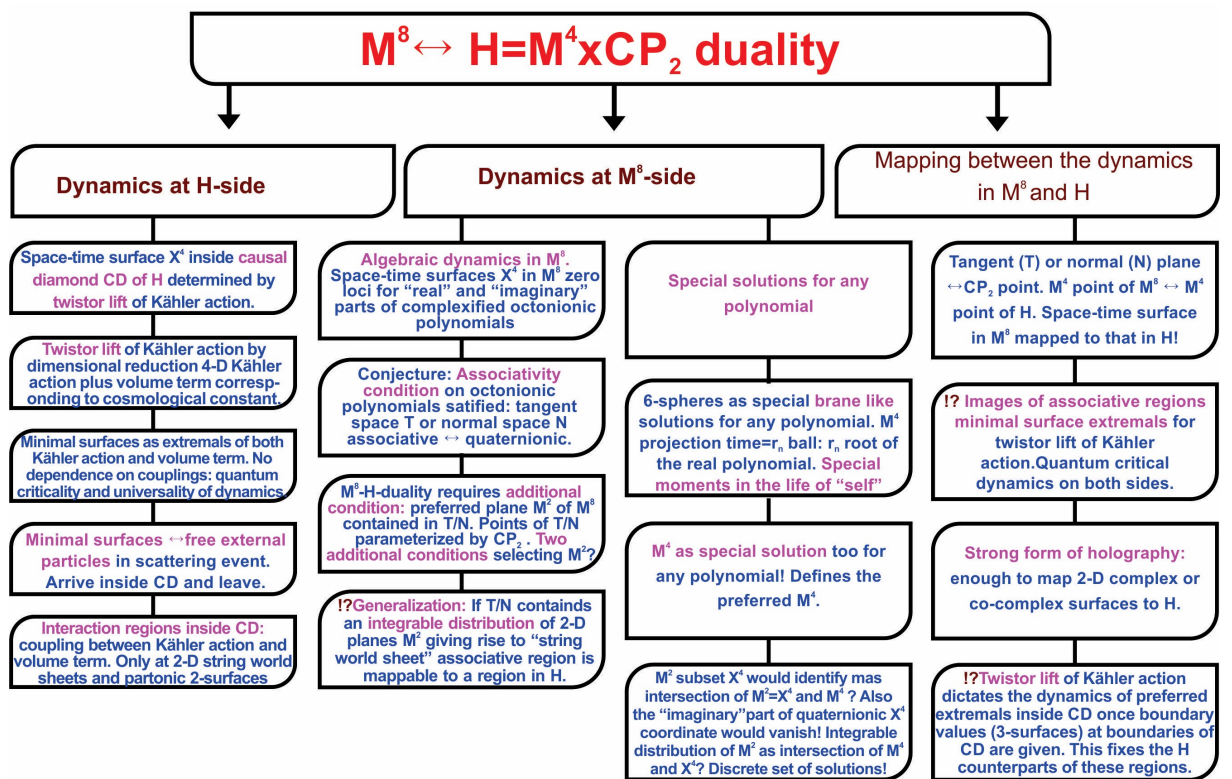 M⁸ ↔ H=M⁴xCP₂ duality
Dynamics at H-side
Space-time surface X⁴ inside causal
diamond CD of H determined by
twistor lift of Kähler action.
Twistor lift of Kähler action by
dimensional reduction 4-D Kähler
action plus volume term corresp-
onding to cosmological constant.
Minimal surfaces as extremals of both
Kähler action and volume term. No
dependence on couplings: quantum
criticality and universality of dynamics.
Minimal surfaces ↔free external
particles in scattering event.
Arrive inside CD and leave.
Interaction regions inside CD:
coupling between Kähler action and
volume term. Only at 2-D string world
sheets and partonic 2-surfaces
Dynamics at M⁸-side
Algebraic dynamics in M⁸.
Space-time surfaces X⁴ in M⁸ zero
loci for “real” and “imaginary”
parts of complexified octonionic
polynomials
Conjecture: Associativity
condition on octonionic
polynomials satified: tangent
space T or normal space N
associative ↔ quaternionic.
M⁸-H-duality requires additional
condition: preferred plane M² of M⁸
contained in T/N. Points of T/N
parameterized by CP₂ . Two
additional conditions selecting M²?
!?Generalization: If T/N containds
an integrable distribution of 2-D
planes M² giving rise to “string
world sheet” associative region is
mappable to a region in H.
Special solutions for any
polynomial
6-spheres as special brane like
solutions for any polynomial. M⁴
projection time=rₙ ball: rₙ root of
the real polynomial. Special
moments in the life of “self”
M⁴ as special solution too for
any polynomial! Defines the
preferred M⁴.
M² subset X⁴ would identify mas
intersection of M²=X⁴ and M⁴ ? Also
the “imaginary”part of quaternionic X⁴
coordinate would vanish! Integrable
distribution of M² as intersection of M⁴
and X⁴? Discrete set of solutions!
Mapping between the dynamics
in M⁸ and H
Tangent (T) or normal (N) plane
↔CP₂ point. M⁴ point of M⁸ ↔ M⁴
point of H. Space-time surface
in M⁸ mapped to that in H!
!? Images of associative regions
minimal surface extremals for
twistor lift of Kähler
action.Quantum critical
dynamics on both sides.
Strong form of holography:
enough to map 2-D complex or
co-complex surfaces to H.
!?Twistor lift of Kähler action
dictates the dynamics of preferred
extremals inside CD once boundary
values (3-surfaces) at boundaries of
CD are given. This fixes the H
counterparts of these regions.